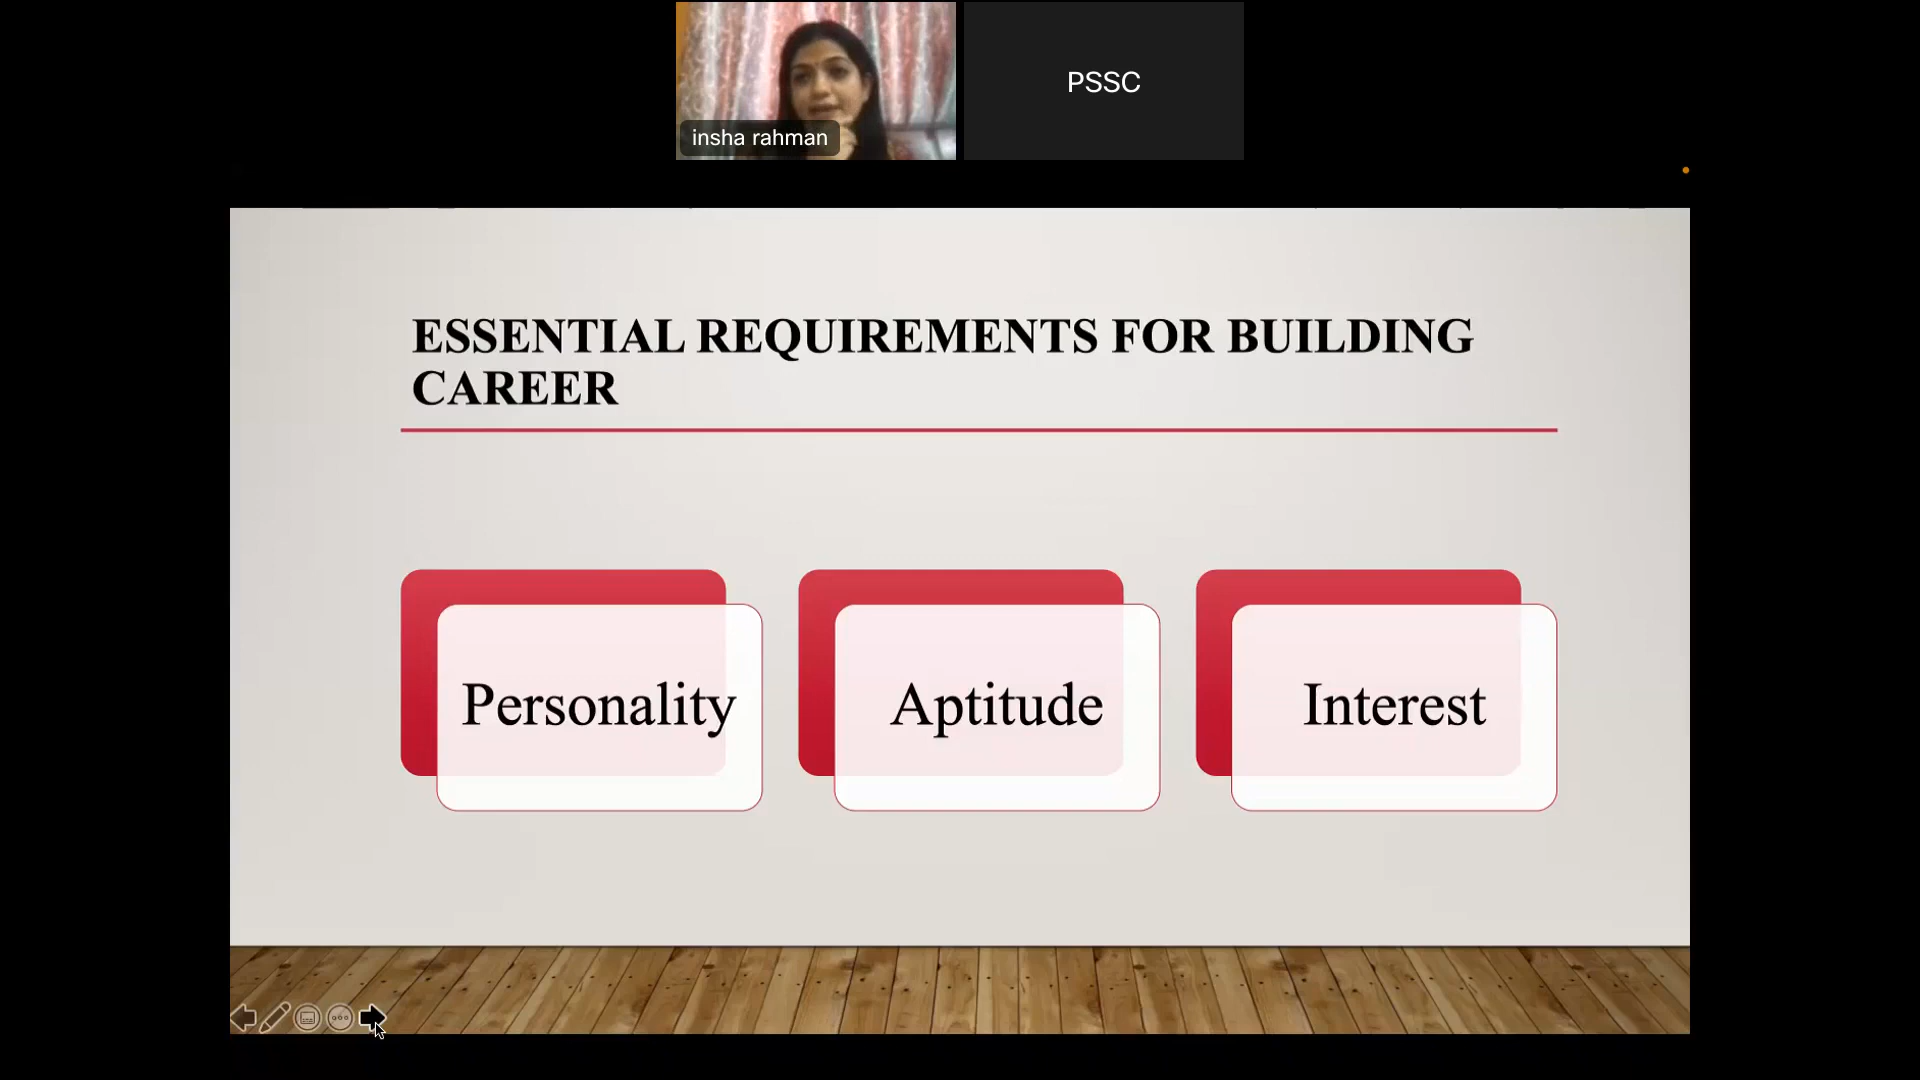 insha rahman
PSSC
ESSENTIAL REQUIREMENTS FOR BUILDING
CAREER
Personality
Aptitude
Interest